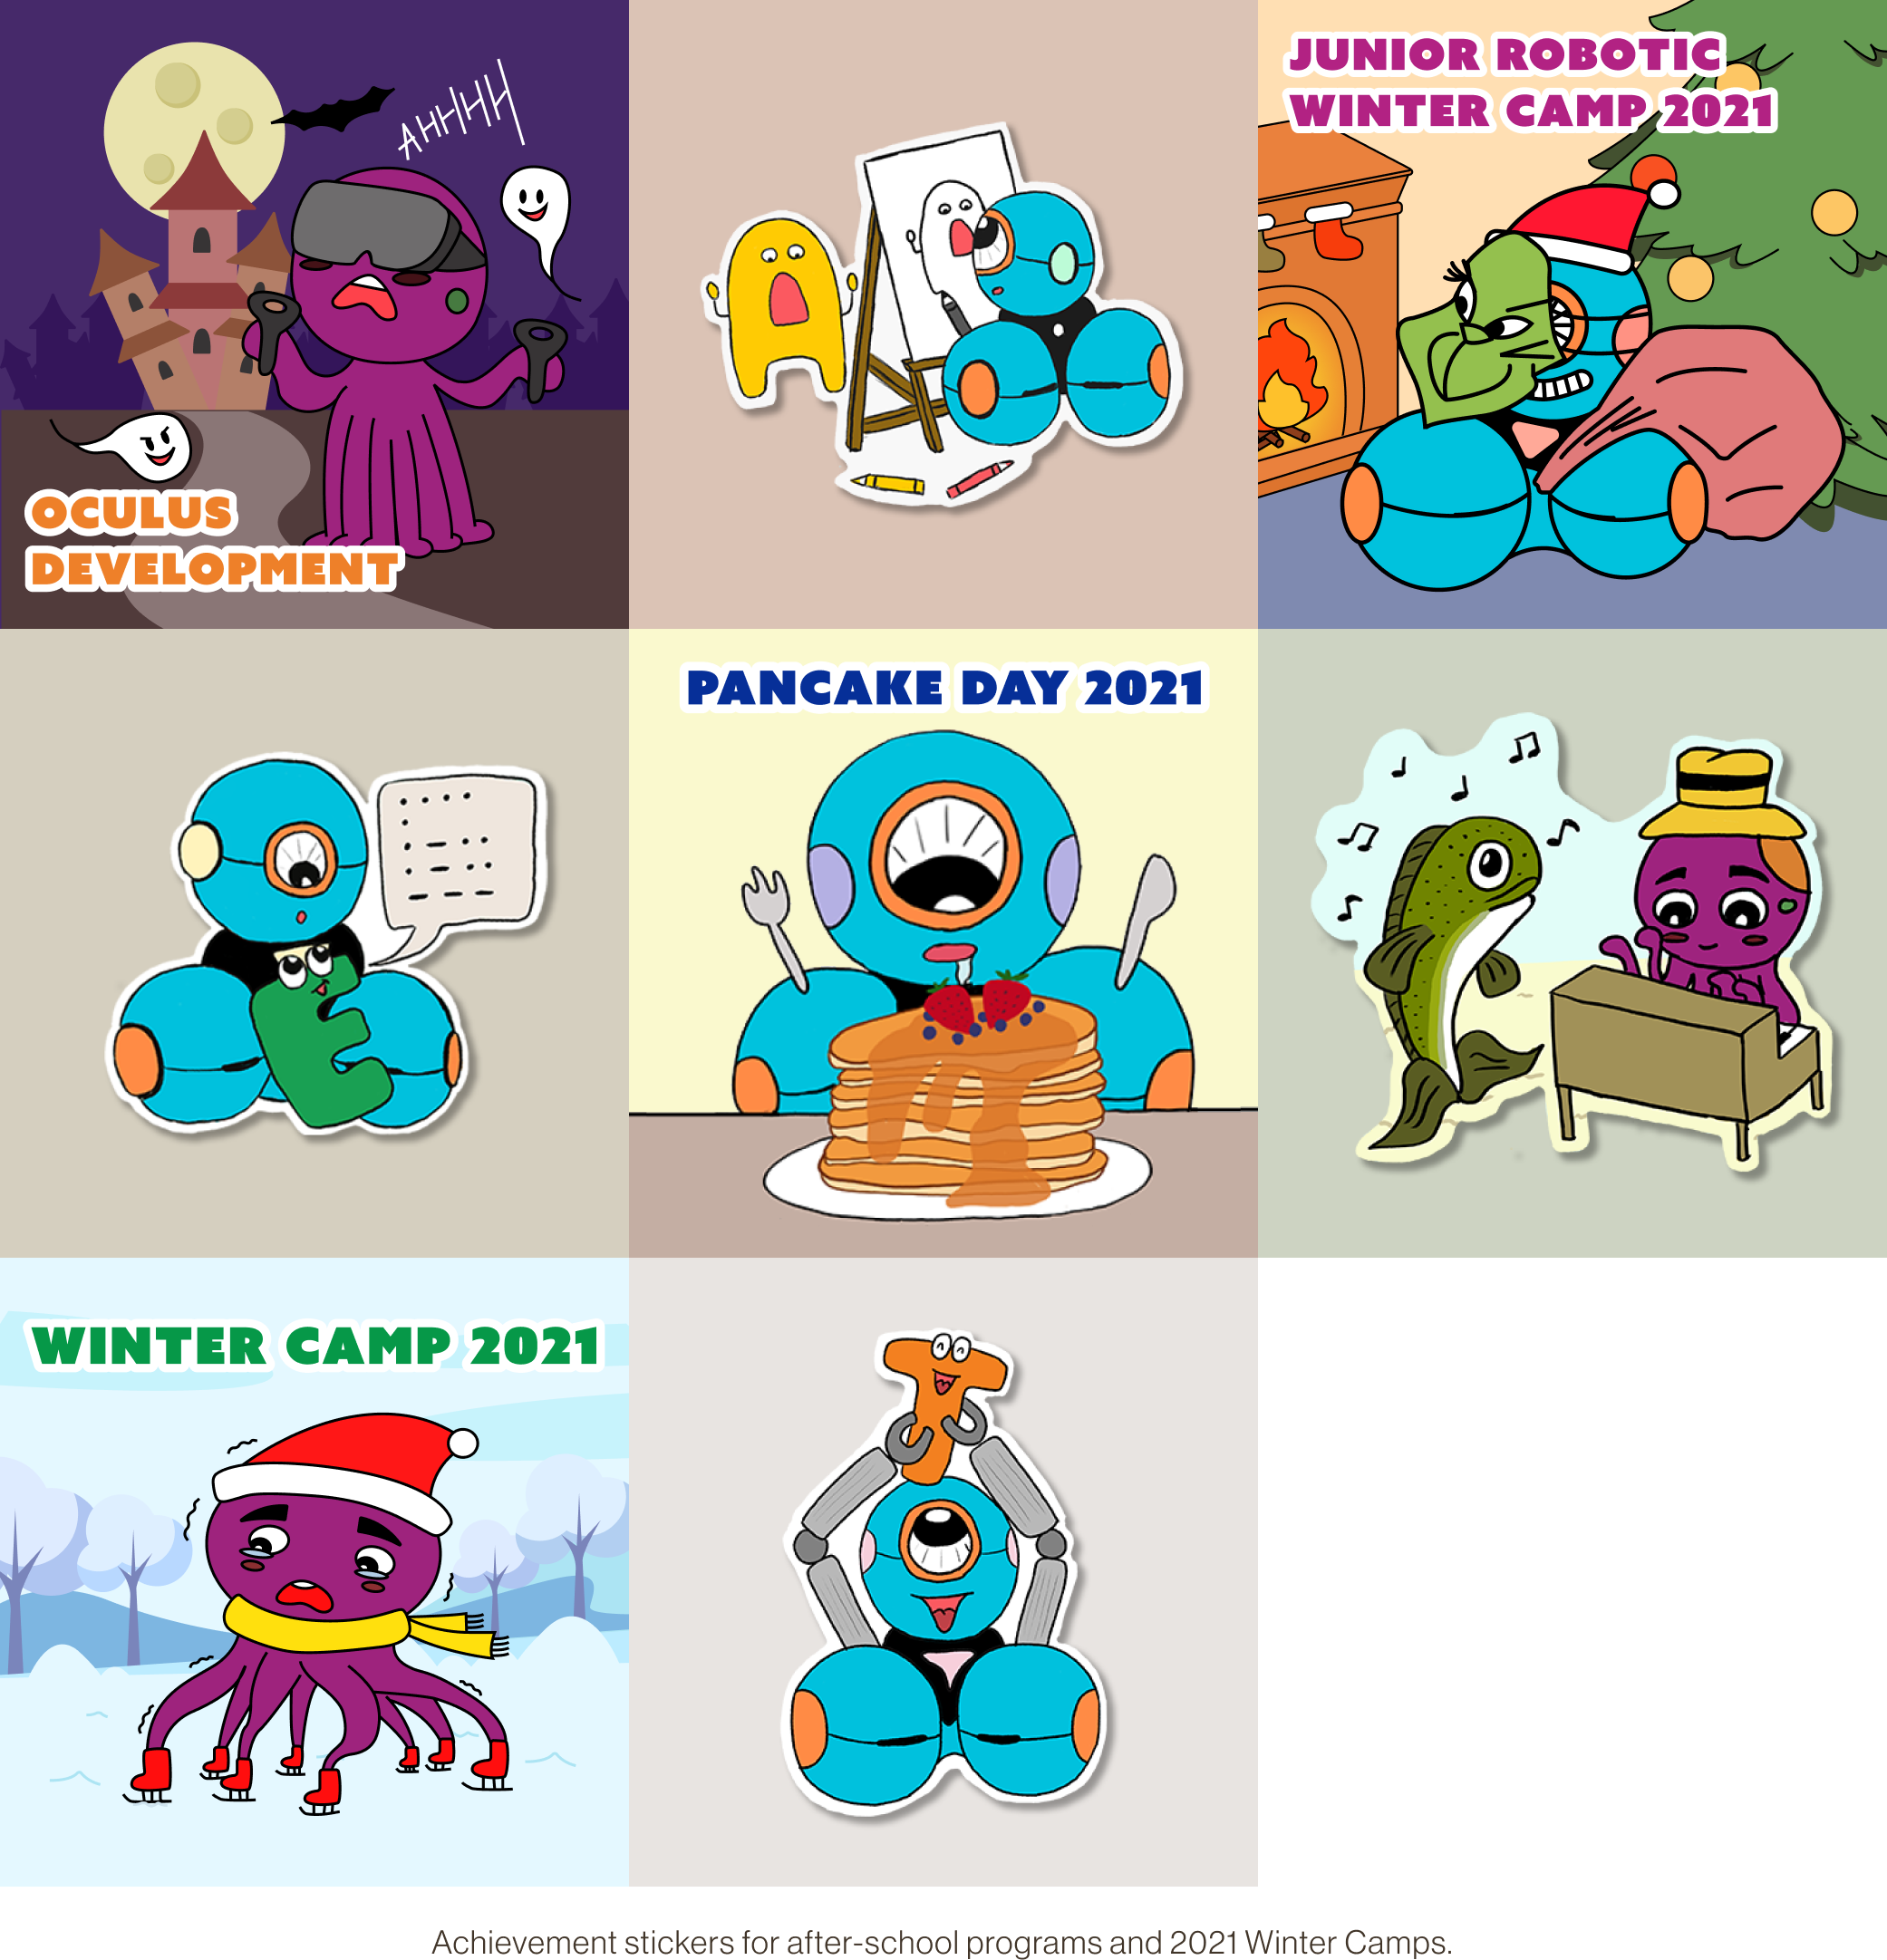 AHHHH
OCULUS
DEVELOPMENT
JUNIOR ROBOTIC
WINTER CAMP 2021
PANCAKE DAY 2021
WINTER CAMP 2021
Achievement stickers for after-school programs and 2021 Winter Camps.